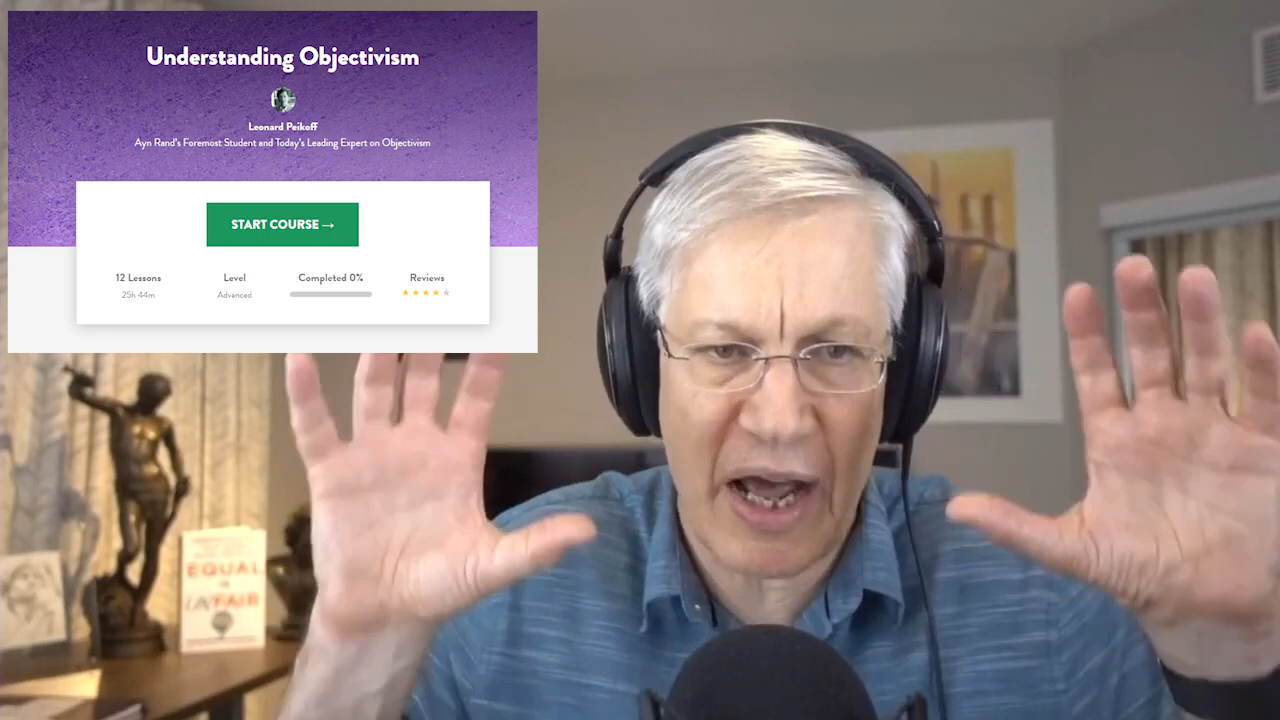 Understanding Objectivism
Leonard Peikoff
Ayn Rand's Foremost Student and Today's Leading Expert on Objectivism
START COURSE →
12 Lessons
Level
Completed 0%
Reviews
25h 44m
Advanced
EQUAL
IS
UNFAIR